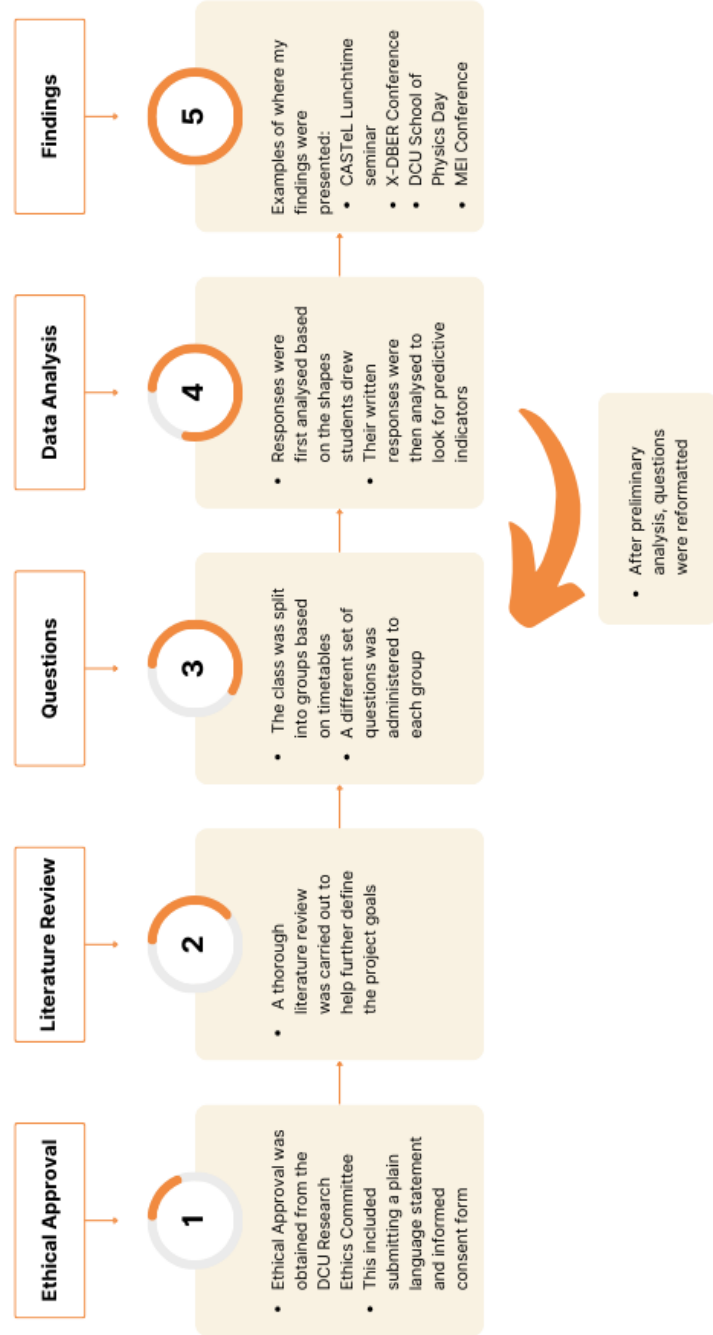 Ethical Approval
1
• Ethical Approval was
obtained from the
DCU Research
Ethics Committee
• This included
submitting a plain
language statement
and informed
consent form
Literature Review
2
• A thorough
literature review
was carried out to
help further define
the project goals
Questions
3
• The class was split
into groups based
on timetables
• A different set of
questions was
administered to
each group
Data Analysis
4
• Responses were
first analysed based
on the shapes
students drew
• Their written
responses were
then analysed to
look for predictive
indicators
Findings
5
Examples of where my
findings were
presented:
• CASTeL Lunchtime
seminar
• X-DBER Conference
• DCU School of
Physics Day
• MEI Conference
• After preliminary
analysis, questions
were reformatted